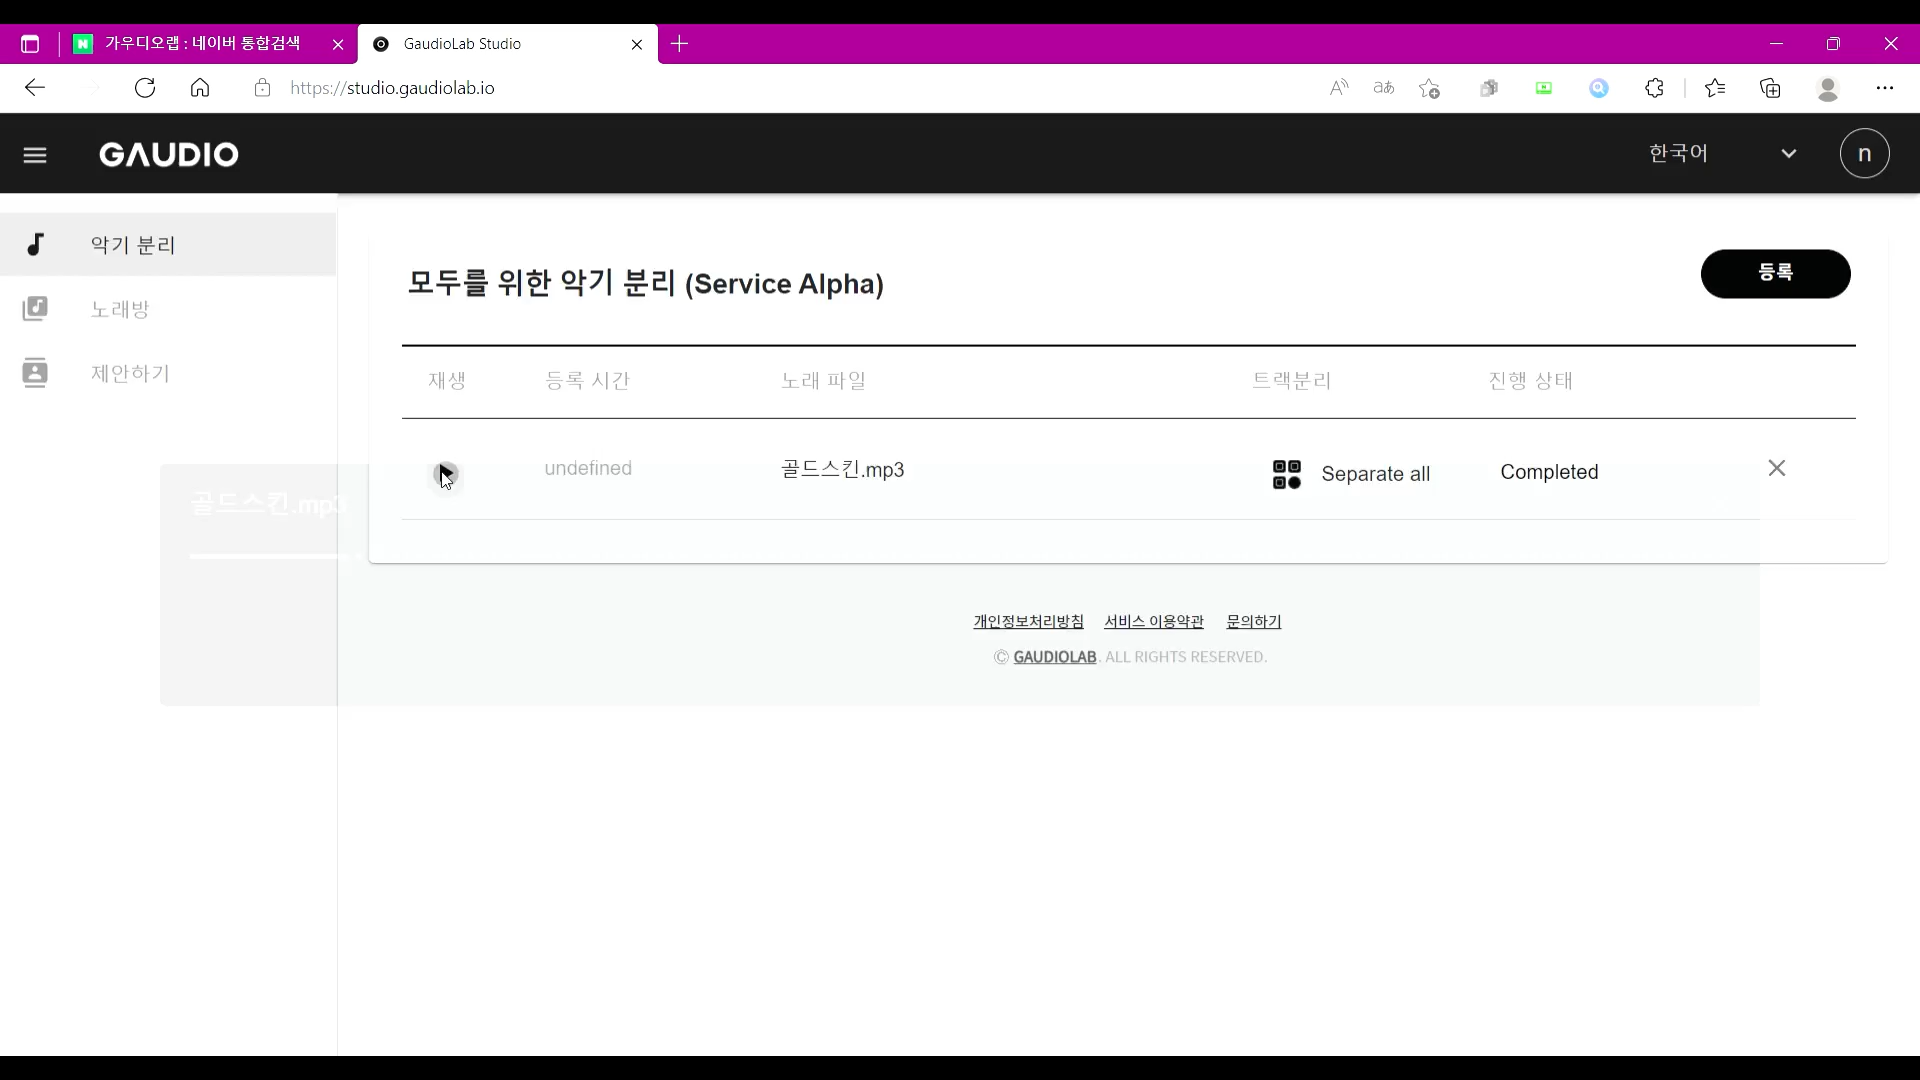 가우디오랩 : 네이버 통합검색
GaudioLab Studio
https://studio.gaudiolab.io
GAUDIO
한국어
n
악기 분리
노래방
제안하기
모두를 위한 악기 분리 (Service Alpha)
등록
재생 등록 시간 노래 파일 트랙분리 진행 상태
undefined 골드스킨.mp3 Separate all Completed
골드스킨.mp3
개인정보처리방침 서비스 이용약관 문의하기
© GAUDIOLAB. ALL RIGHTS RESERVED.